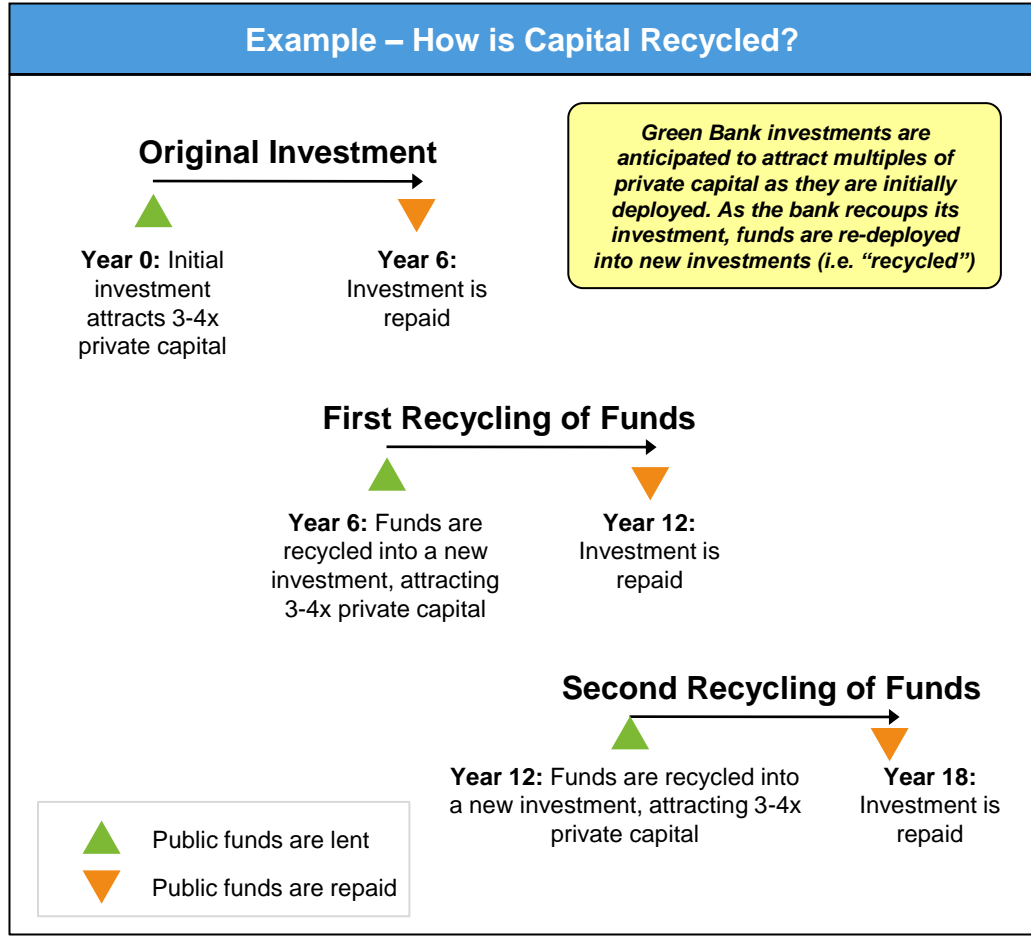 Example – How is Capital Recycled?
Green Bank investments are
anticipated to attract multiples of
private capital as they are initially
deployed. As the bank recoups its
investment, funds are re-deployed
into new investments (i.e. “recycled”)
Original Investment
Year 0: Initial
investment
attracts 3-4x
private capital
Year 6:
Investment is
repaid
First Recycling of Funds
Year 6: Funds are
recycled into a new
investment, attracting
3-4x private capital
Year 12:
Investment is
repaid
Second Recycling of Funds
Year 12: Funds are recycled into
a new investment, attracting 3-4x
private capital
Year 18:
Investment is
repaid
Public funds are lent
Public funds are repaid